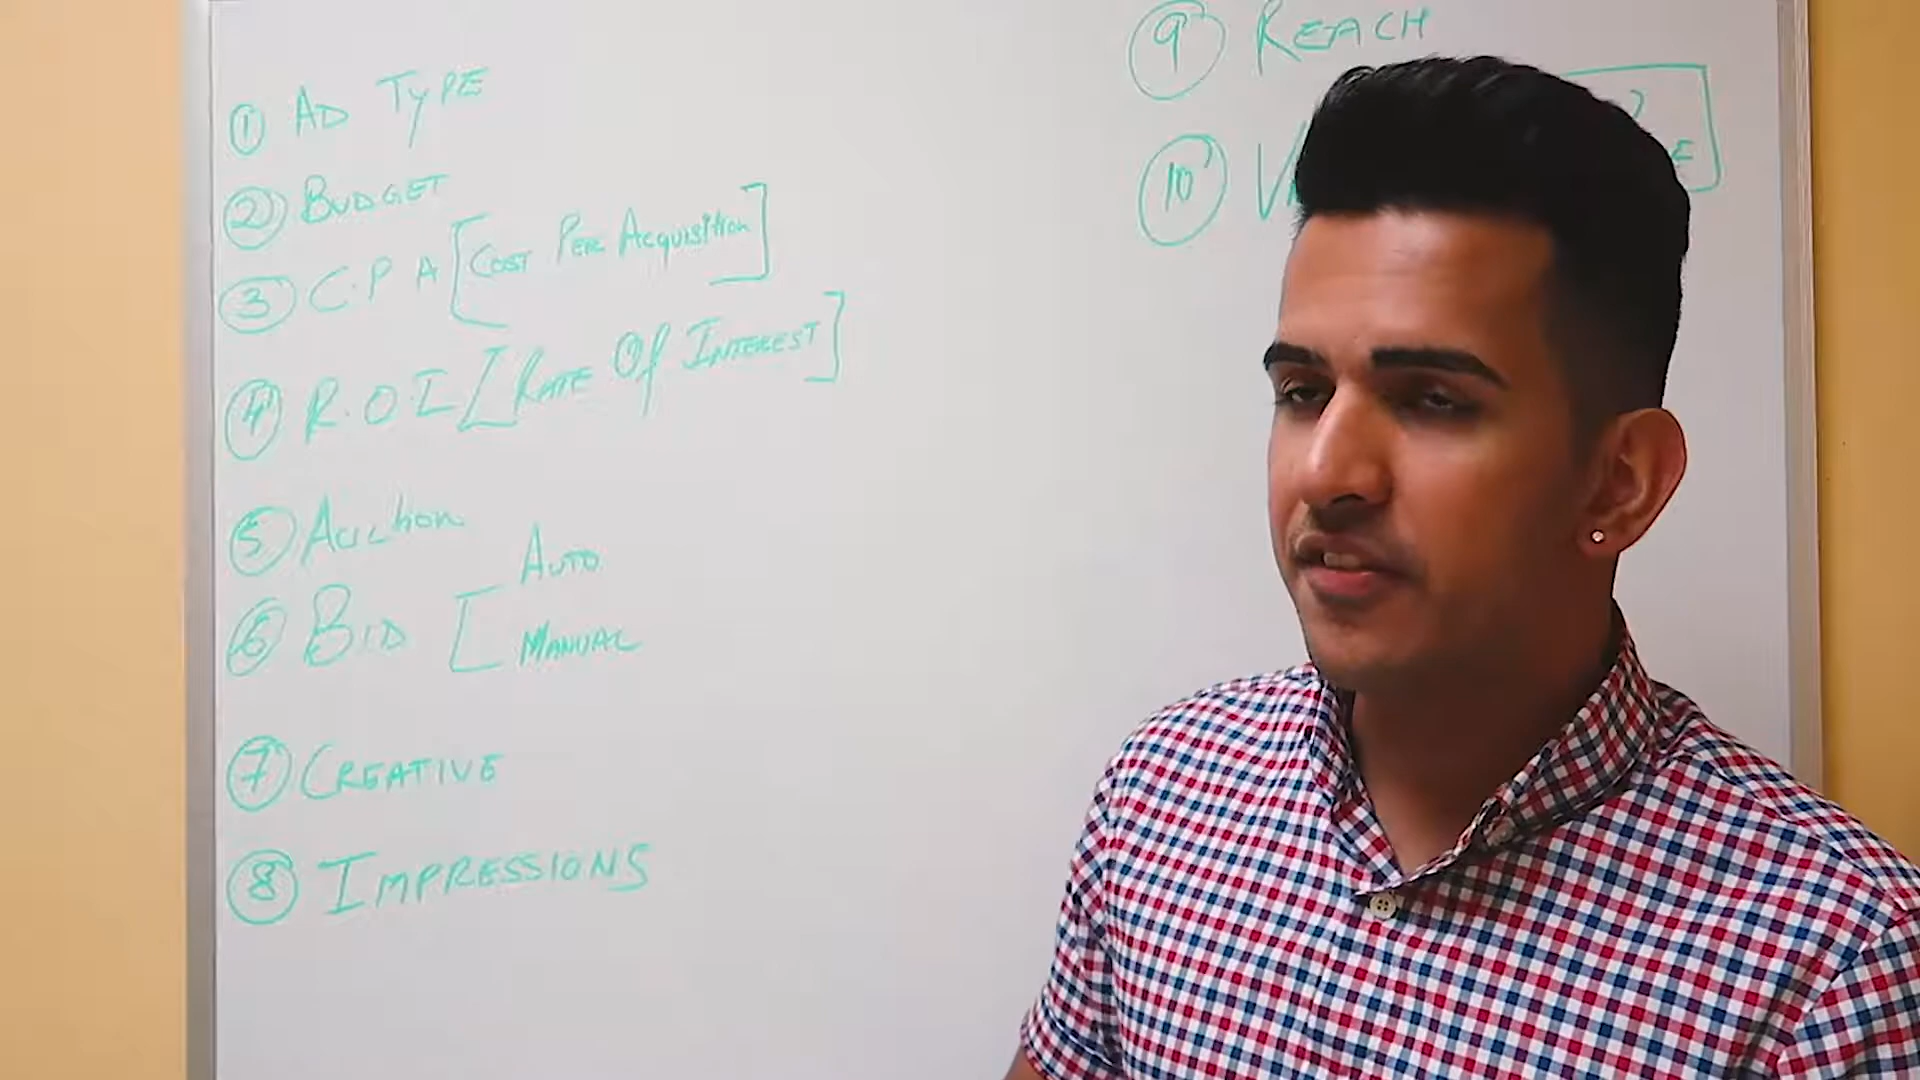 ① AD TYPE
② BUDGET
③ C.P A [COST PER Acquisition]
④ R.O.I [RATE Of INTEREST]
⑤ Auction
⑥ BID [ AUTO
MANUAL
⑦ CREATIVE
⑧ IMPRESSIONS
⑨ REACH
⑩